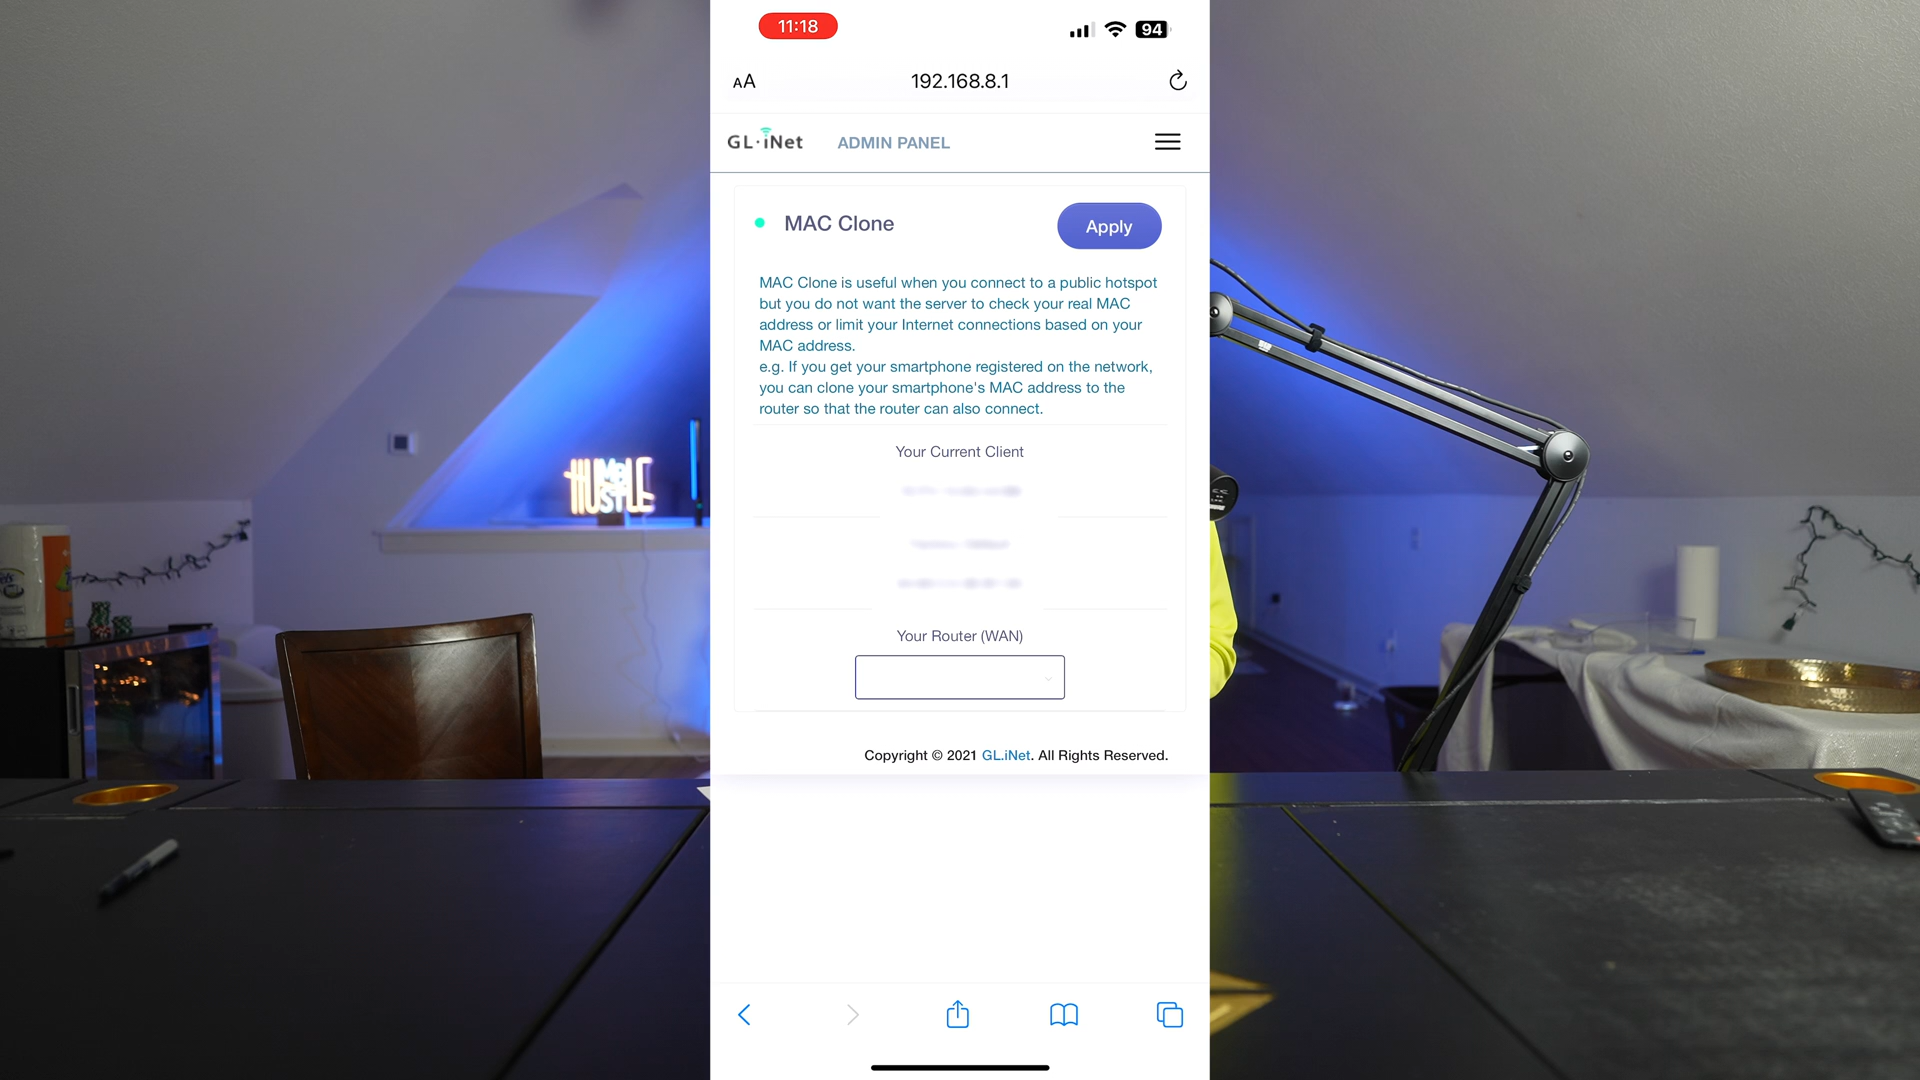 11:18
94
AA
192.168.8.1
GL·iNet
ADMIN PANEL
MAC Clone
Apply
MAC Clone is useful when you connect to a public hotspot
but you do not want the server to check your real MAC
address or limit your Internet connections based on your
MAC address.
e.g. If you get your smartphone registered on the network,
you can clone your smartphone's MAC address to the
router so that the router can also connect.
Your Current Client
Your Router (WAN)
Copyright © 2021 GL.iNet. All Rights Reserved.
HUSTLE